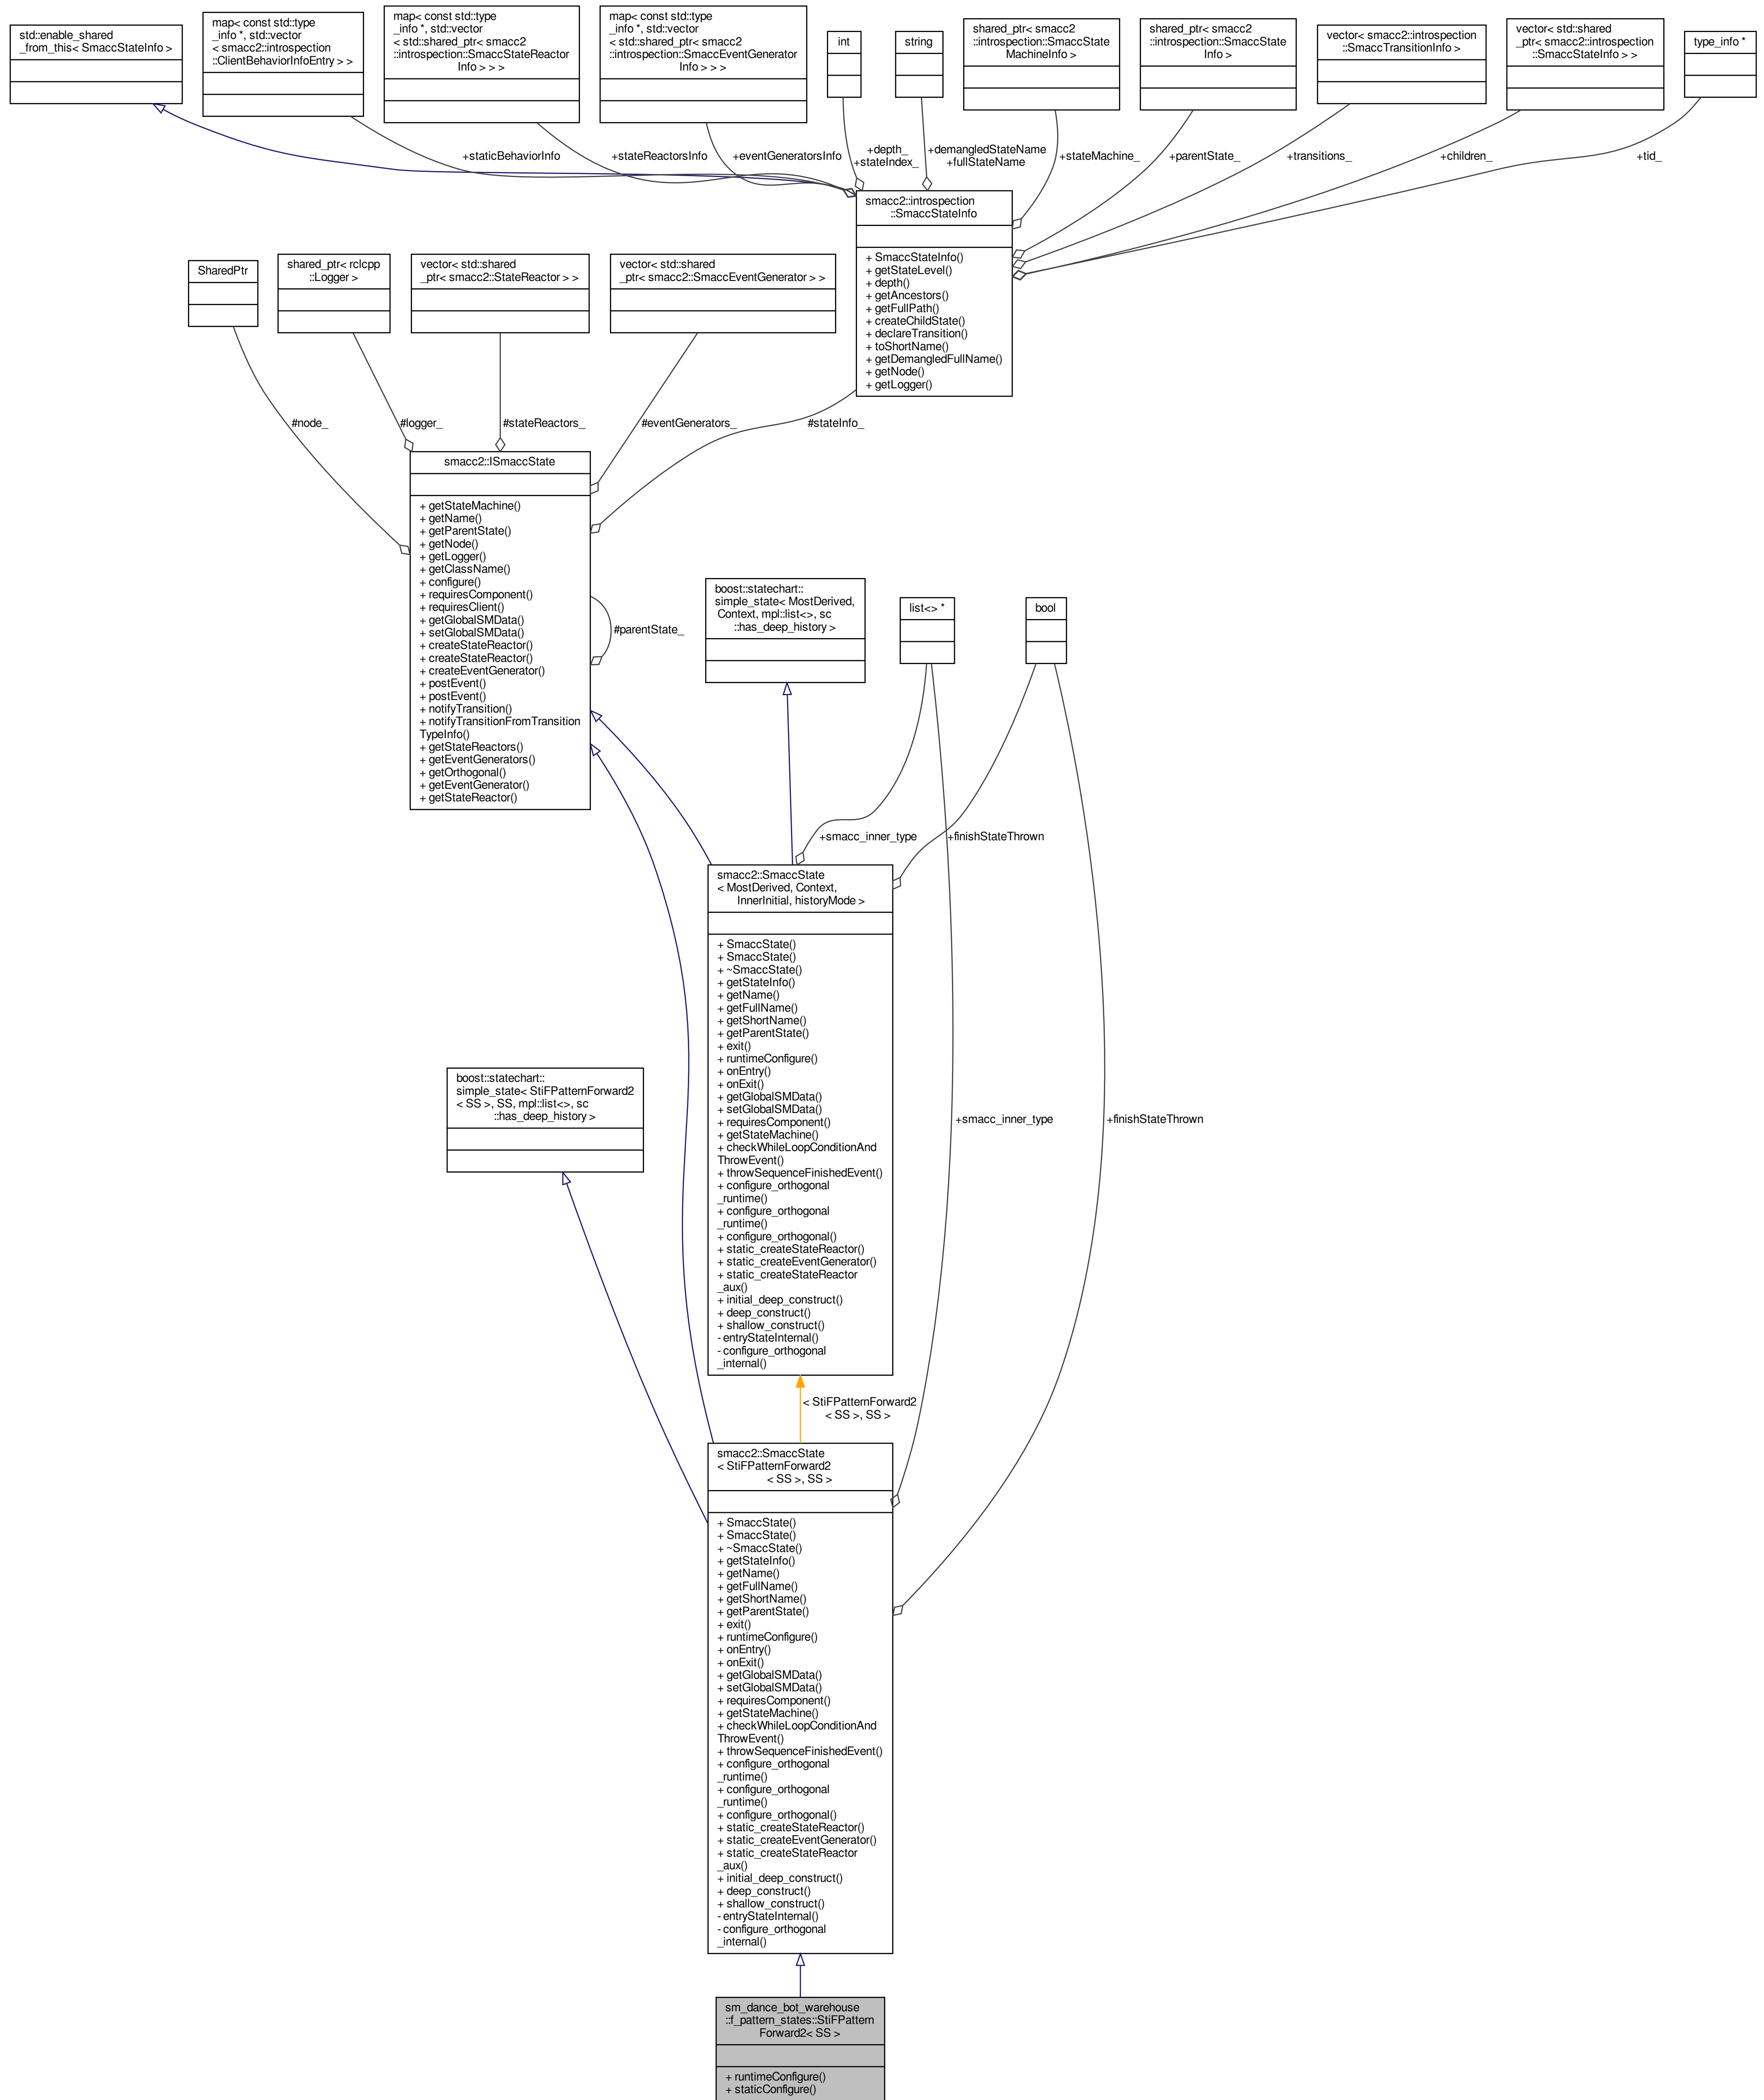 std::enable_shared
_from_this< SmaccStateInfo >
map< const std::type
_info *, std::vector
< smacc2::introspection
::ClientBehaviorInfoEntry > >
map< const std::type
_info *, std::vector
< std::shared_ptr< smacc2
::introspection::SmaccStateReactor
Info > > >
map< const std::type
_info *, std::vector
< std::shared_ptr< smacc2
::introspection::SmaccEventGenerator
Info > > >
int
string
shared_ptr< smacc2
::introspection::SmaccState
MachineInfo >
shared_ptr< smacc2
::introspection::SmaccState
Info >
vector< smacc2::introspection
::SmaccTransitionInfo >
vector< std::shared
_ptr< smacc2::introspection
::SmaccStateInfo > >
type_info *
+staticBehaviorInfo
+stateReactorsInfo
+eventGeneratorsInfo
+depth_
+stateIndex_
+demangledStateName
+fullStateName
+stateMachine_
+parentState_
+transitions_
+children_
+tid_
smacc2::introspection
::SmaccStateInfo
+ SmaccStateInfo()
+ getStateLevel()
+ depth()
+ getAncestors()
+ getFullPath()
+ createChildState()
+ declareTransition()
+ toShortName()
+ getDemangledFullName()
+ getNode()
+ getLogger()
SharedPtr
shared_ptr< rclcpp
::Logger >
vector< std::shared
_ptr< smacc2::StateReactor > >
vector< std::shared
_ptr< smacc2::SmaccEventGenerator > >
#node_
#logger_
#stateReactors_
#eventGenerators_
#stateInfo_
smacc2::ISmaccState
+ getStateMachine()
+ getName()
+ getParentState()
+ getNode()
+ getLogger()
+ getClassName()
+ configure()
+ requiresComponent()
+ requiresClient()
+ getGlobalSMData()
+ setGlobalSMData()
+ createStateReactor()
+ createStateReactor()
+ createEventGenerator()
+ postEvent()
+ postEvent()
+ notifyTransition()
+ notifyTransitionFromTransition
TypeInfo()
+ getStateReactors()
+ getEventGenerators()
+ getOrthogonal()
+ getEventGenerator()
+ getStateReactor()
#parentState_
boost::statechart::
simple_state< MostDerived,
Context, mpl::list<>, sc
::has_deep_history >
list<> *
bool
+smacc_inner_type
+finishStateThrown
smacc2::SmaccState
< MostDerived, Context,
InnerInitial, historyMode >
+ SmaccState()
+ SmaccState()
+ ~SmaccState()
+ getStateInfo()
+ getName()
+ getFullName()
+ getShortName()
+ getParentState()
+ exit()
+ runtimeConfigure()
+ onEntry()
+ onExit()
+ getGlobalSMData()
+ setGlobalSMData()
+ requiresComponent()
+ getStateMachine()
+ checkWhileLoopConditionAnd
ThrowEvent()
+ throwSequenceFinishedEvent()
+ configure_orthogonal
_runtime()
+ configure_orthogonal
_runtime()
+ configure_orthogonal()
+ static_createStateReactor()
+ static_createEventGenerator()
+ static_createStateReactor
_aux()
+ initial_deep_construct()
+ deep_construct()
+ shallow_construct()
- entryStateInternal()
- configure_orthogonal
_internal()
boost::statechart::
simple_state< StiFPatternForward2
< SS >, SS, mpl::list<>, sc
::has_deep_history >
+smacc_inner_type
+finishStateThrown
< StiFPatternForward2
< SS >, SS >
smacc2::SmaccState
< StiFPatternForward2
< SS >, SS >
+ SmaccState()
+ SmaccState()
+ ~SmaccState()
+ getStateInfo()
+ getName()
+ getFullName()
+ getShortName()
+ getParentState()
+ exit()
+ runtimeConfigure()
+ onEntry()
+ onExit()
+ getGlobalSMData()
+ setGlobalSMData()
+ requiresComponent()
+ getStateMachine()
+ checkWhileLoopConditionAnd
ThrowEvent()
+ throwSequenceFinishedEvent()
+ configure_orthogonal
_runtime()
+ configure_orthogonal
_runtime()
+ configure_orthogonal()
+ static_createStateReactor()
+ static_createEventGenerator()
+ static_createStateReactor
_aux()
+ initial_deep_construct()
+ deep_construct()
+ shallow_construct()
- entryStateInternal()
- configure_orthogonal
_internal()
sm_dance_bot_warehouse
::f_pattern_states::StiFPattern
Forward2< SS >
+ runtimeConfigure()
+ staticConfigure()